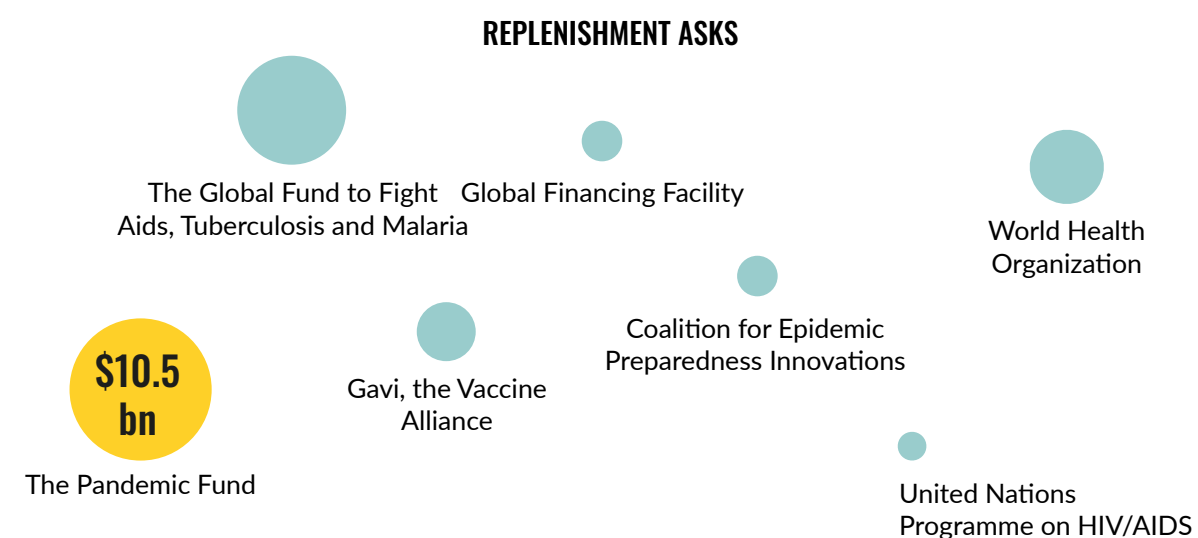 REPLENISHMENT ASKS
The Global Fund to Fight
Aids, Tuberculosis and Malaria
Global Financing Facility
World Health
Organization
Coalition for Epidemic
Preparedness Innovations
$10.5
bn
The Pandemic Fund
Gavi, the Vaccine
Alliance
United Nations
Programme on HIV/AIDS